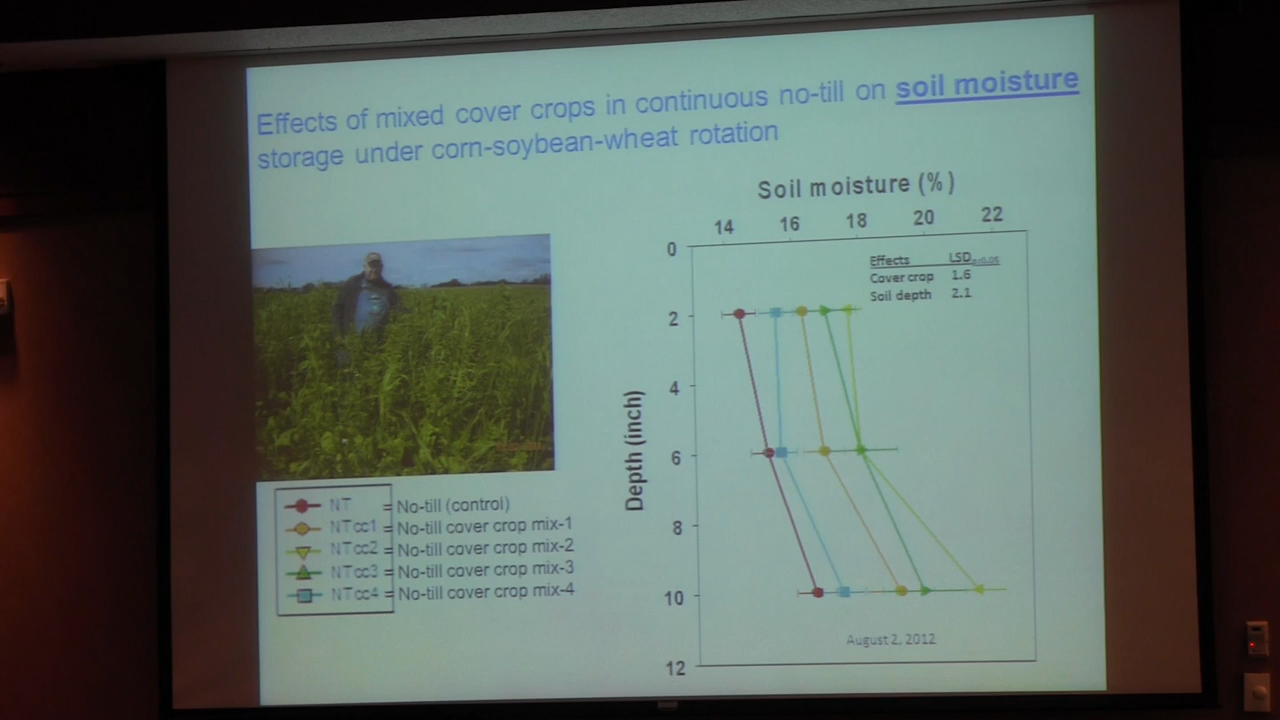 Effects of mixed cover crops in continuous no-till on soil moisture
storage under corn-soybean-wheat rotation
Soil moisture (%)
14 16 18 20 22
0
2
4
6
8
10
12
Depth (inch)
Effects LSD p≤0.05
Cover crop 1.6
Soil depth 2.1
August 2, 2012
NT = No-till (control)
NTcc1 = No-till cover crop mix-1
NTcc2 = No-till cover crop mix-2
NTcc3 = No-till cover crop mix-3
NTcc4 = No-till cover crop mix-4